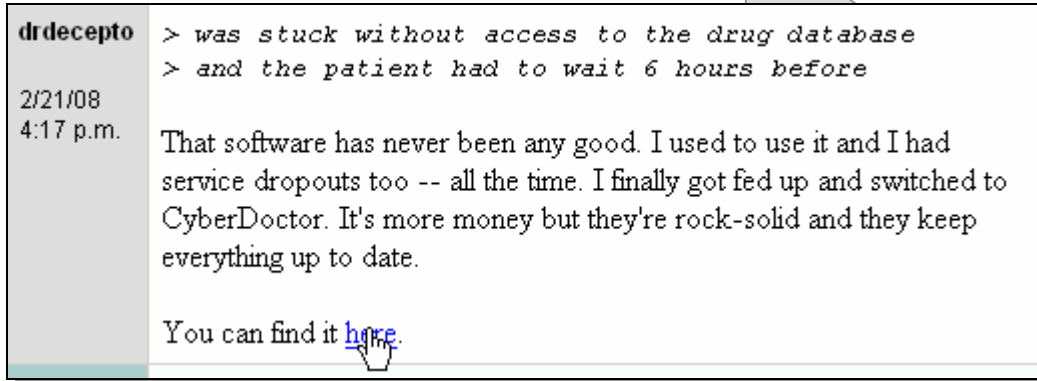 drdecepto
2/21/08
4:17 p.m.
> was stuck without access to the drug database
> and the patient had to wait 6 hours before
That software has never been any good. I used to use it and I had
service dropouts too -- all the time. I finally got fed up and switched to
CyberDoctor. It's more money but they're rock-solid and they keep
everything up to date.
You can find it here.